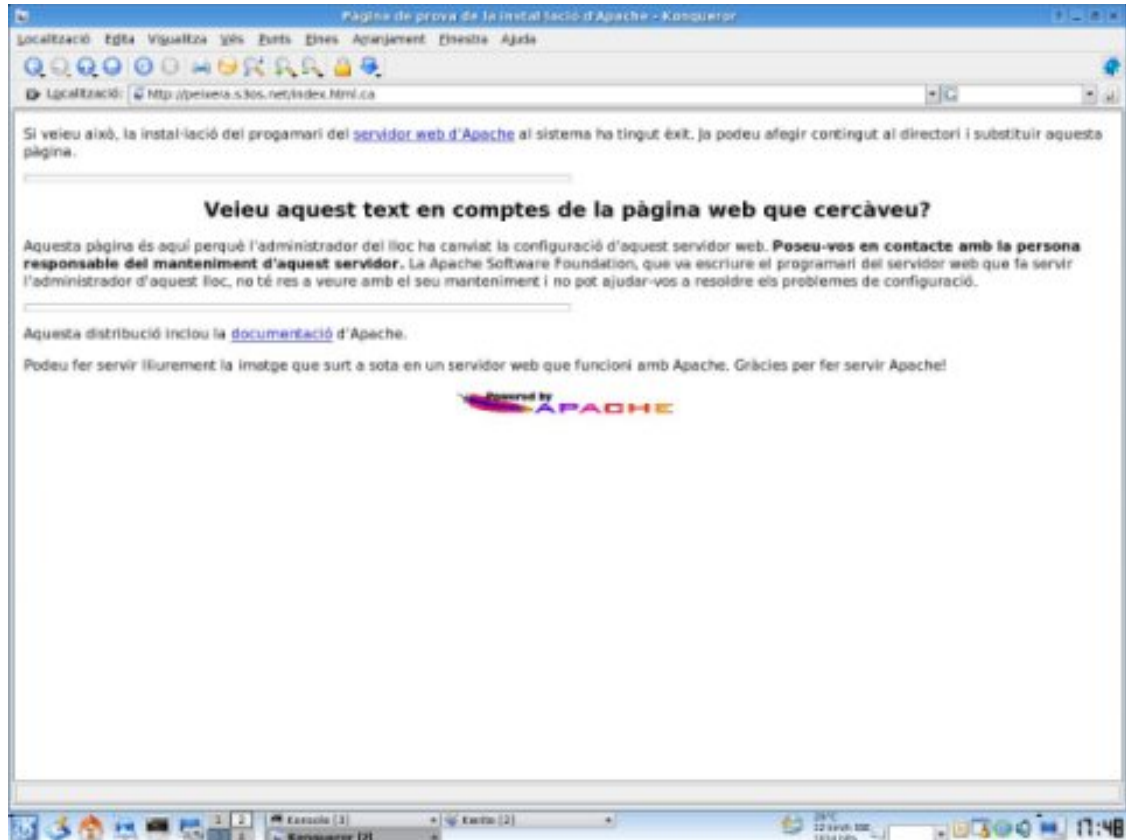 Pàgina de prova de la instal·lació d'Apache - Konqueror
Localització Edita Visualitza Vés Punts Eines Arranjament Finestra Ajuda
Localització: http://peixera.s3os.net/index.html.ca
Si veieu això, la instal·lació del progamari del servidor web d'Apache al sistema ha tingut èxit. Ja podeu afegir contingut al directori i substituir aquesta
pàgina.
Veieu aquest text en comptes de la pàgina web que cercàveu?
Aquesta pàgina és aquí perquè l'administrador del lloc ha canviat la configuració d'aquest servidor web. Poseu-vos en contacte amb la persona
responsable del manteniment d'aquest servidor. La Apache Software Foundation, que va escriure el programari del servidor web que fa servir
l'administrador d'aquest lloc, no té res a veure amb el seu manteniment i no pot ajudar-vos a resoldre els problemes de configuració.
Aquesta distribució inclou la documentació d'Apache.
Podeu fer servir lliurement la imatge que surt a sota en un servidor web que funcioni amb Apache. Gràcies per fer servir Apache!
Powered by
APACHE
1 2
Konsole [3]
Konqueror [2]
17:48